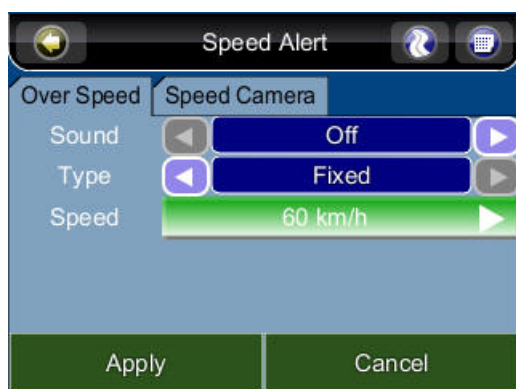 Speed Alert
Over Speed Speed Camera
Sound Off
Type Fixed
Speed 60 km/h
Apply Cancel